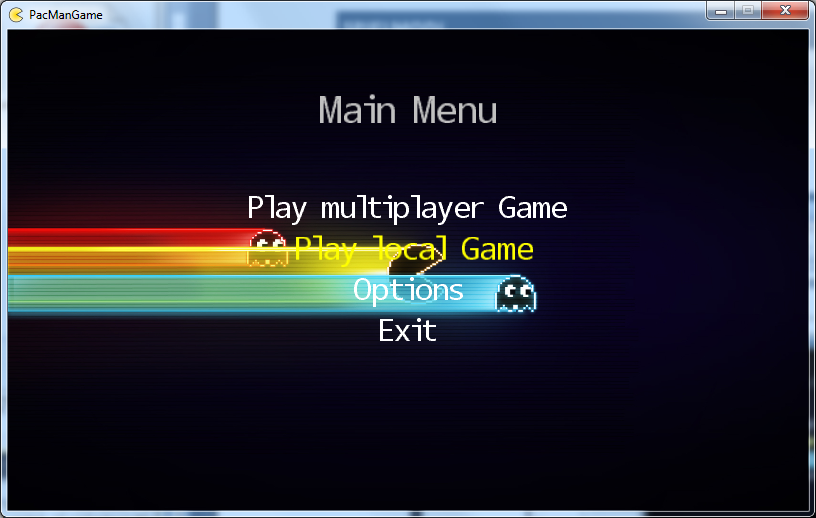 PacManGame
Main Menu
Play multiplayer Game
Play local Game
Options
Exit